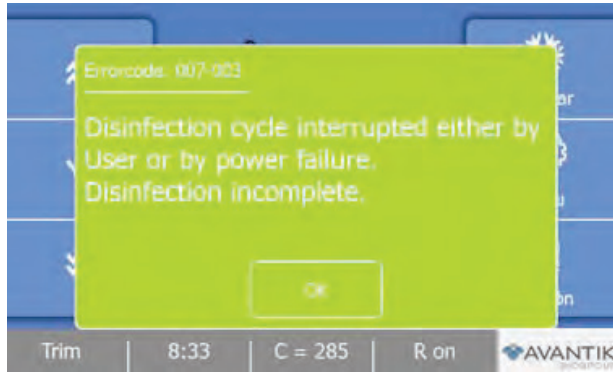 Errorcode: 007-003
Disinfection cycle interrupted either by
User or by power failure.
Disinfection incomplete.
OK
Trim
8:33
C = 285
R on
AVANTIK